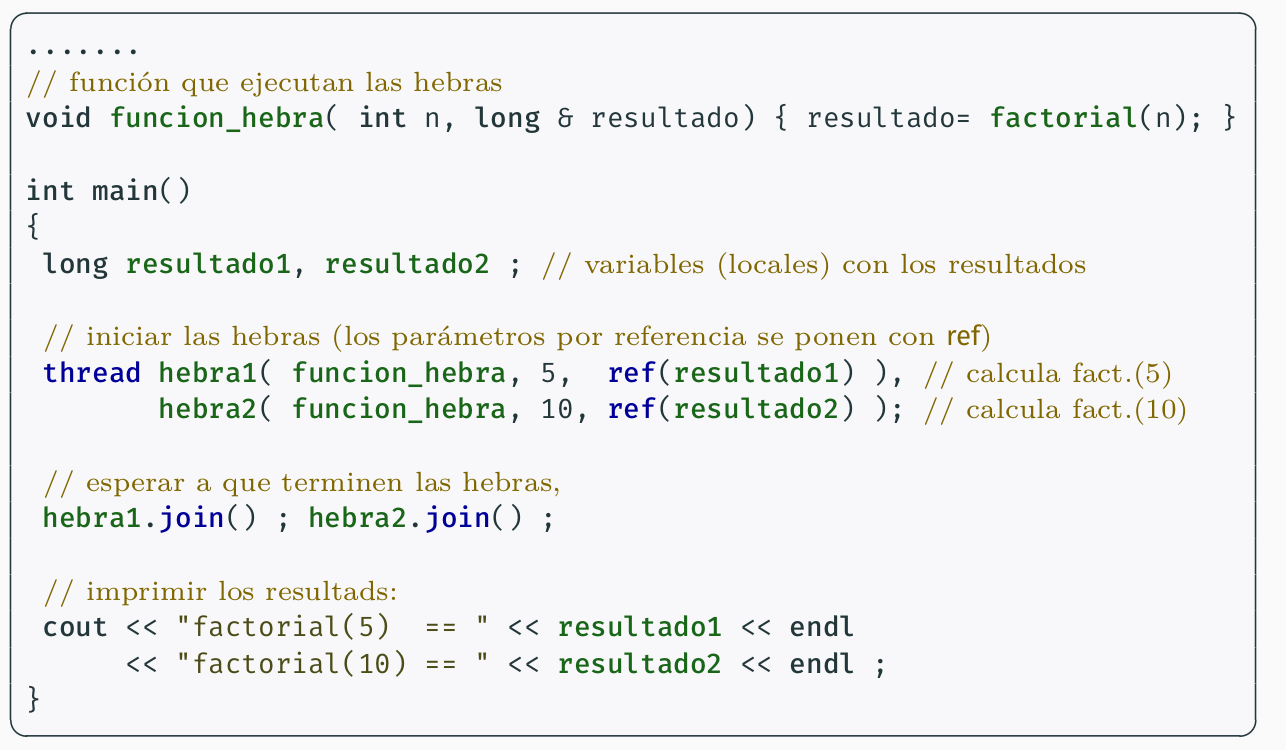 .......
// función que ejecutan las hebras
void funcion_hebra( int n, long & resultado) { resultado= factorial(n); }
int main()
{
long resultado1, resultado2 ; // variables (locales) con los resultados
// iniciar las hebras (los parámetros por referencia se ponen con ref)
thread hebra1( funcion_hebra, 5,  ref(resultado1) ), // calcula fact.(5)
hebra2( funcion_hebra, 10, ref(resultado2) ); // calcula fact.(10)
// esperar a que terminen las hebras,
hebra1.join() ; hebra2.join() ;
// imprimir los resultads:
cout << "factorial(5)  == " << resultado1 << endl
<< "factorial(10) == " << resultado2 << endl ;
}